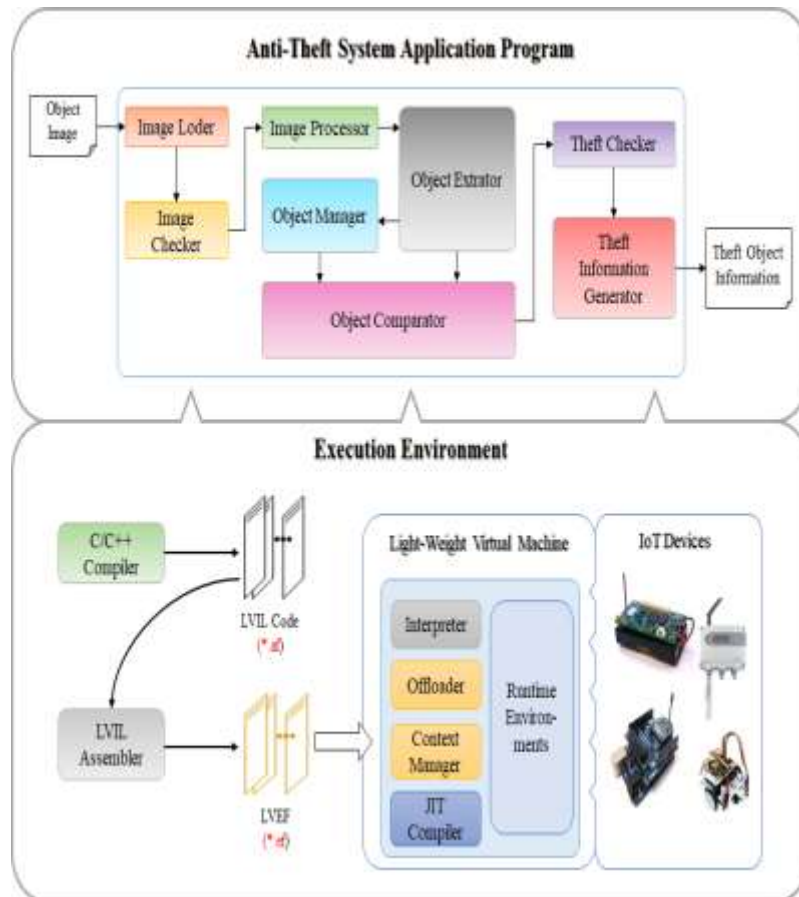 Anti-Theft System Application Program
Object
Image
Image Loder
Image Processor
Object Extrator
Theft Checker
Image
Checker
Object Manager
Theft
Information
Generator
Theft Object
Information
Object Comparator
Execution Environment
C/C++
Compiler
LVIL Code
Light-Weight Virtual Machine
IoT Devices
Interpreter
Offloader
Context
Manager
JIT
Compiler
Runtime
Environ-
ments
LVIL
Assembler
LVEF